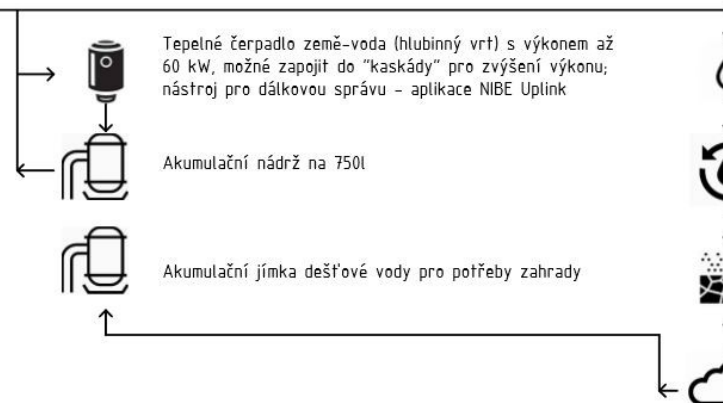 Tepelné čerpadlo země-voda (hlubinný vrt) s výkonem až
60 kW, možné zapojit do "kaskády" pro zvýšení výkonu;
nástroj pro dálkovou správu - aplikace NIBE Uplink
Akumulační nádrž na 750l
Akumulační jímka dešťové vody pro potřeby zahrady